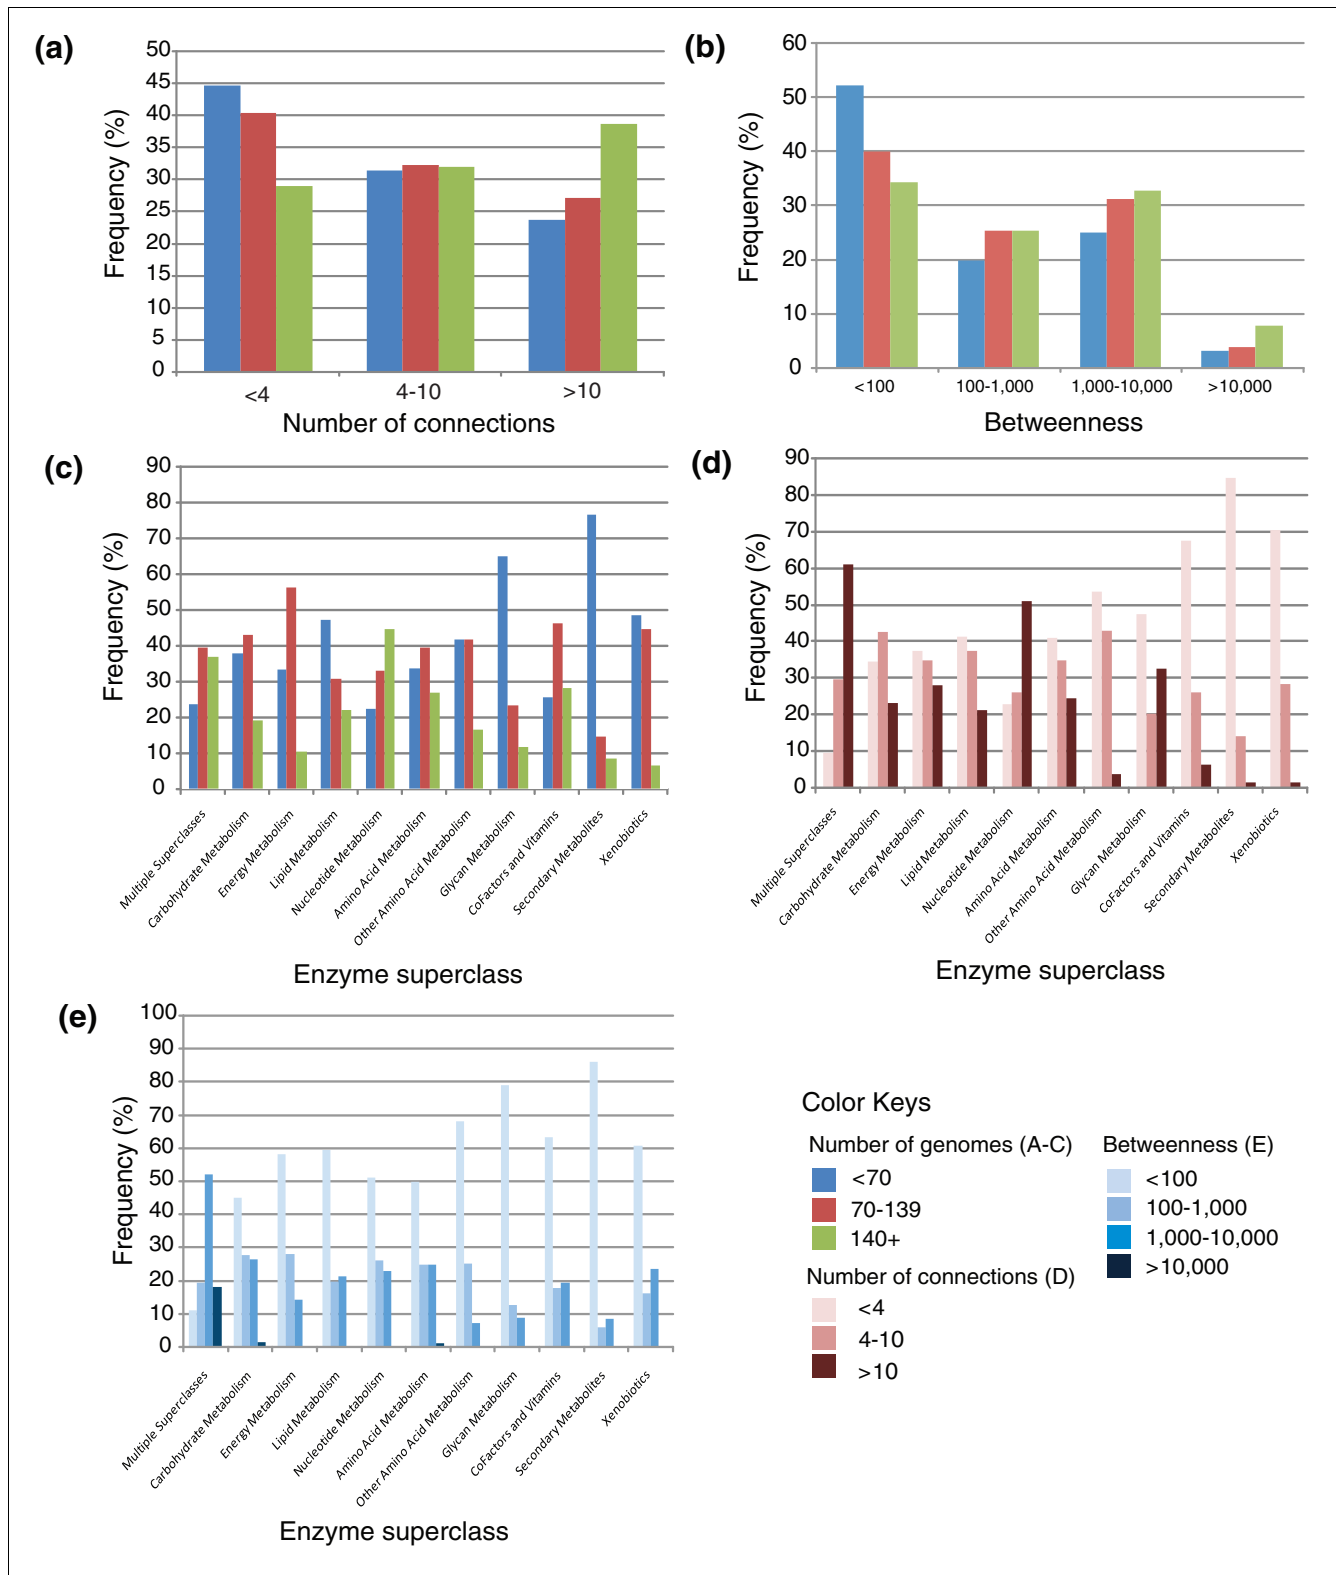 (a)
50
45
40
35
30
25
20
15
10
5
0
Frequency (%)
<4
4-10
>10
Number of connections
(b)
60
50
40
30
20
10
0
Frequency (%)
<100
100-1,000
1,000-10,000
>10,000
Betweenness
(c)
90
80
70
60
50
40
30
20
10
0
Frequency (%)
Multiple Superclasses
Carbohydrate Metabolism
Energy Metabolism
Lipid Metabolism
Nucleotide Metabolism
Amino Acid Metabolism
Other Amino Acid Metabolism
Glycan Metabolism
CoFactors and Vitamins
Secondary Metabolites
Xenobiotics
Enzyme superclass
(d)
90
80
70
60
50
40
30
20
10
0
Frequency (%)
Multiple Superclasses
Carbohydrate Metabolism
Energy Metabolism
Lipid Metabolism
Nucleotide Metabolism
Amino Acid Metabolism
Other Amino Acid Metabolism
Glycan Metabolism
CoFactors and Vitamins
Secondary Metabolites
Xenobiotics
Enzyme superclass
(e)
100
90
80
70
60
50
40
30
20
10
0
Frequency (%)
Multiple Superclasses
Carbohydrate Metabolism
Energy Metabolism
Lipid Metabolism
Nucleotide Metabolism
Amino Acid Metabolism
Other Amino Acid Metabolism
Glycan Metabolism
CoFactors and Vitamins
Secondary Metabolites
Xenobiotics
Enzyme superclass
Color Keys
Number of genomes (A-C)
<70
70-139
140+
Number of connections (D)
<4
4-10
>10
Betweenness (E)
<100
100-1,000
1,000-10,000
>10,000